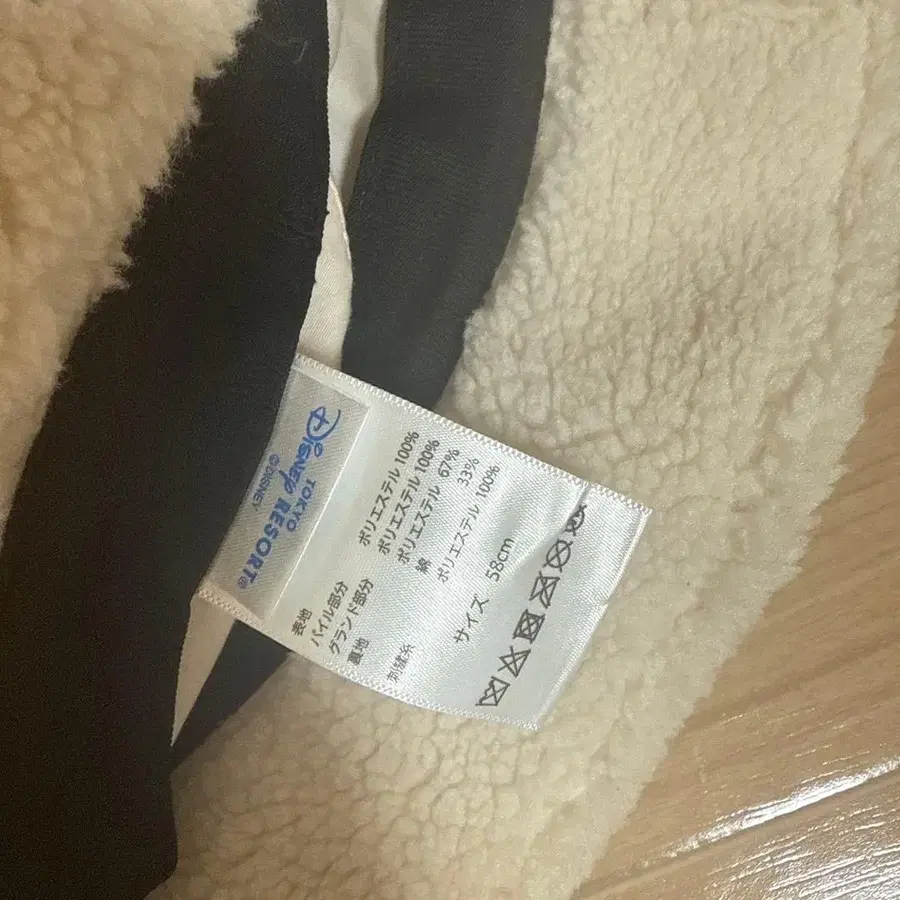 Disney
TOKYO
RESORT®
©DISNEY
表地
パイル部分 ポリエステル 100%
グランド部分 ポリエステル 100%
裏地 ポリエステル 67%
綿 33%
刺繍糸 ポリエステル 100%
サイズ 58cm